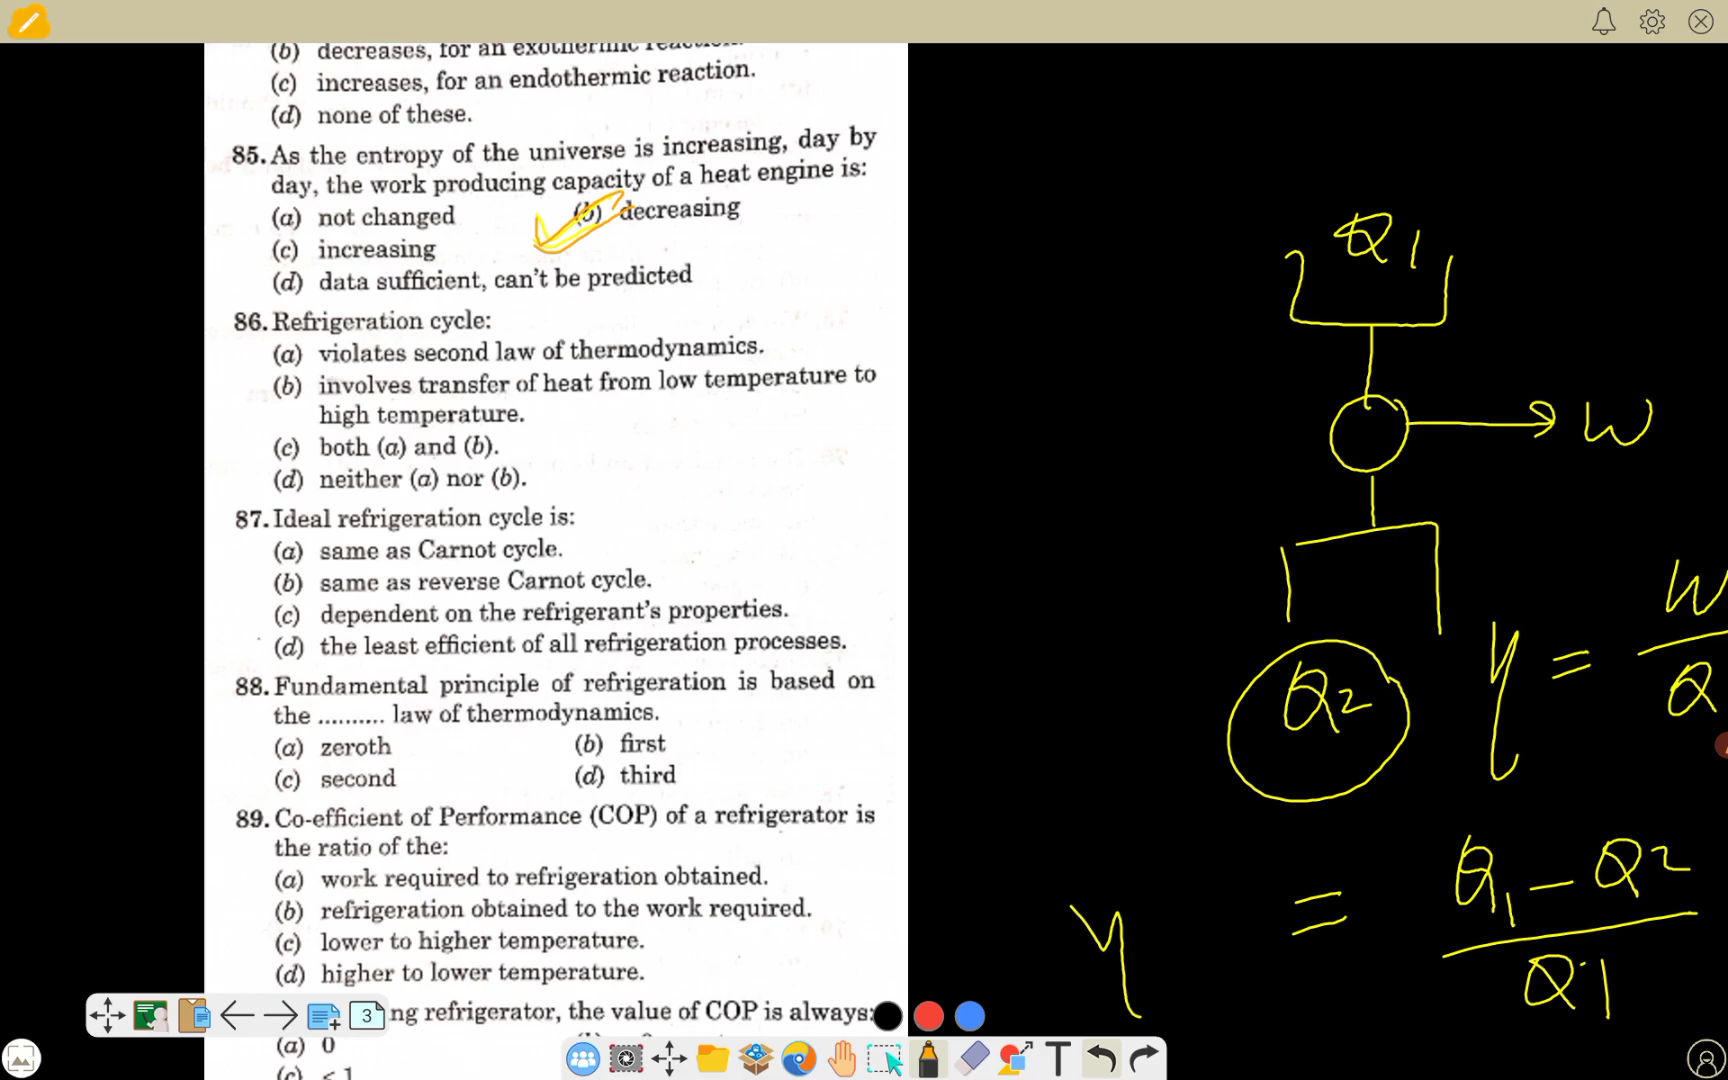 (b) decreases, for an exothermic reaction.
(c) increases, for an endothermic reaction.
(d) none of these.
85. As the entropy of the universe is increasing, day by
day, the work producing capacity of a heat engine is:
(a) not changed (b) decreasing
(c) increasing
(d) data sufficient, can't be predicted
86. Refrigeration cycle:
(a) violates second law of thermodynamics.
(b) involves transfer of heat from low temperature to
high temperature.
(c) both (a) and (b).
(d) neither (a) nor (b).
87. Ideal refrigeration cycle is:
(a) same as Carnot cycle.
(b) same as reverse Carnot cycle.
(c) dependent on the refrigerant's properties.
(d) the least efficient of all refrigeration processes.
88. Fundamental principle of refrigeration is based on
the .......... law of thermodynamics.
(a) zeroth (b) first
(c) second (d) third
89. Co-efficient of Performance (COP) of a refrigerator is
the ratio of the:
(a) work required to refrigeration obtained.
(b) refrigeration obtained to the work required.
(c) lower to higher temperature.
(d) higher to lower temperature.
3 ng refrigerator, the value of COP is always:
(a) 0
(c) < 1
Q1
W
Q2
η = W
Q
η = Q1 - Q2
Q1
T